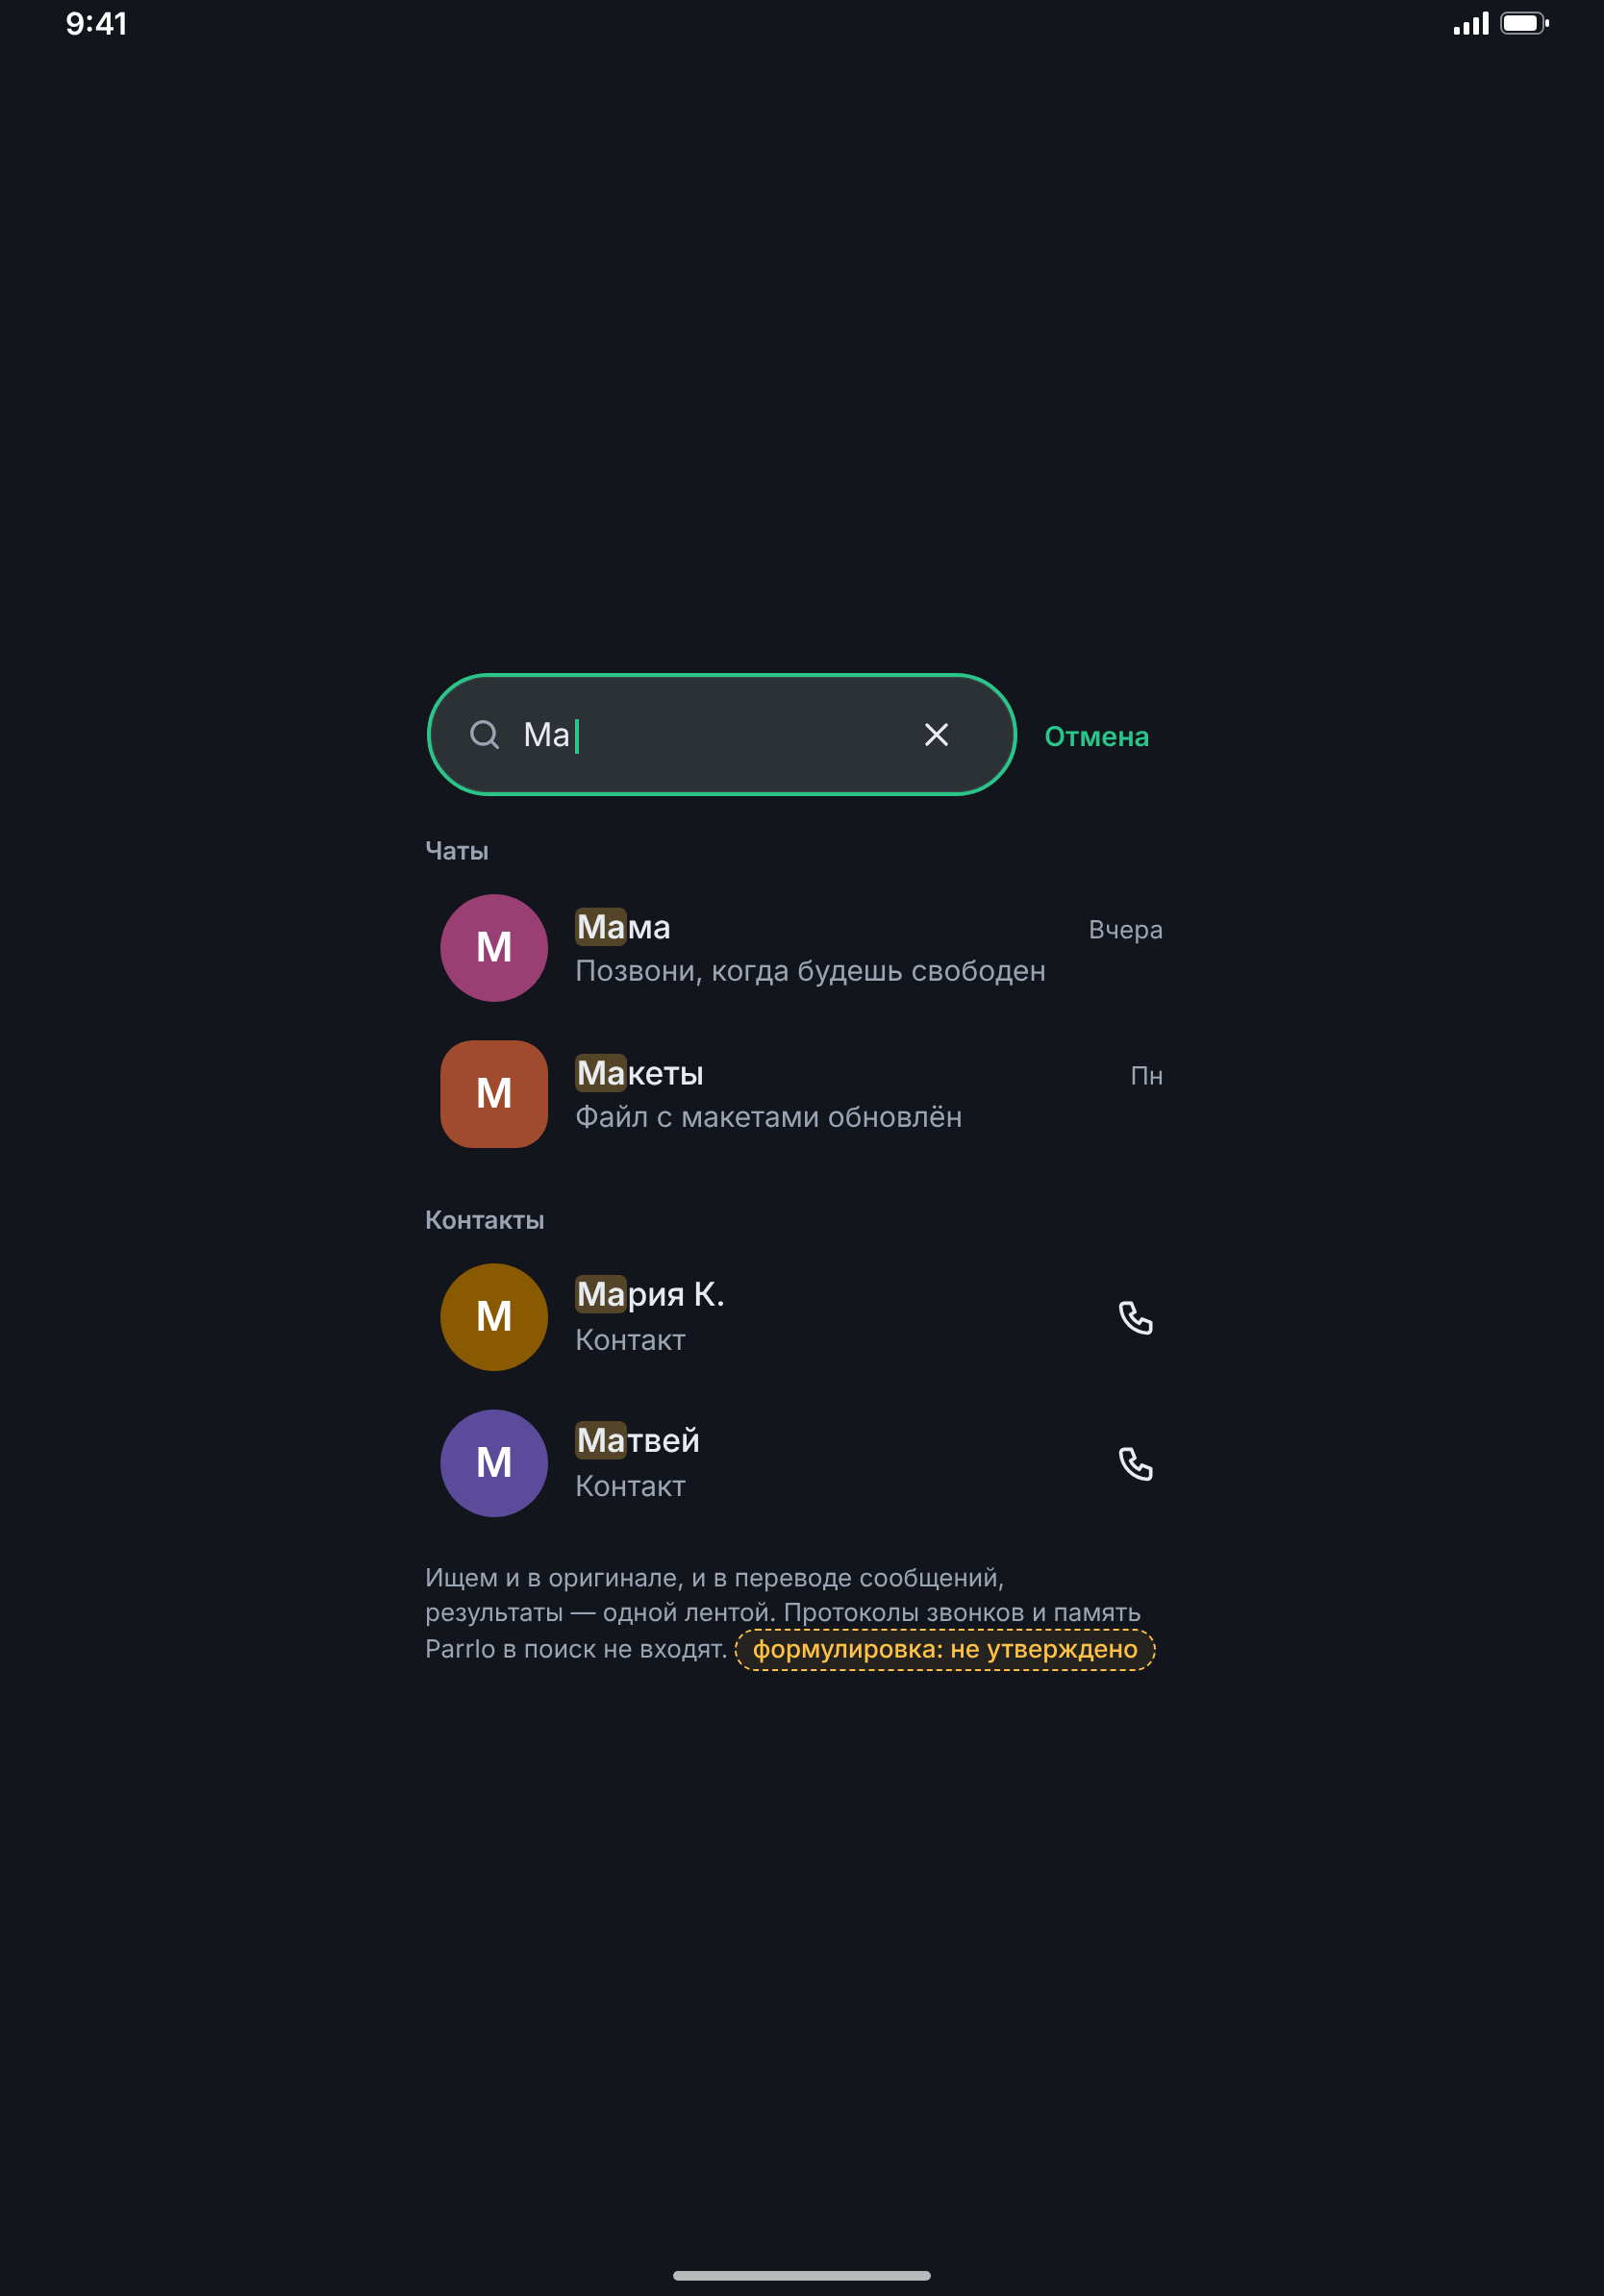 9:41
Ма
Отмена
Чаты
М
Мама
Вчера
Позвони, когда будешь свободен
М
Макеты
Пн
Файл с макетами обновлён
Контакты
М
Мария К.
Контакт
М
Матвей
Контакт
Ищем и в оригинале, и в переводе сообщений,
результаты — одной лентой. Протоколы звонков и память
Parrlo в поиск не входят. формулировка: не утверждено